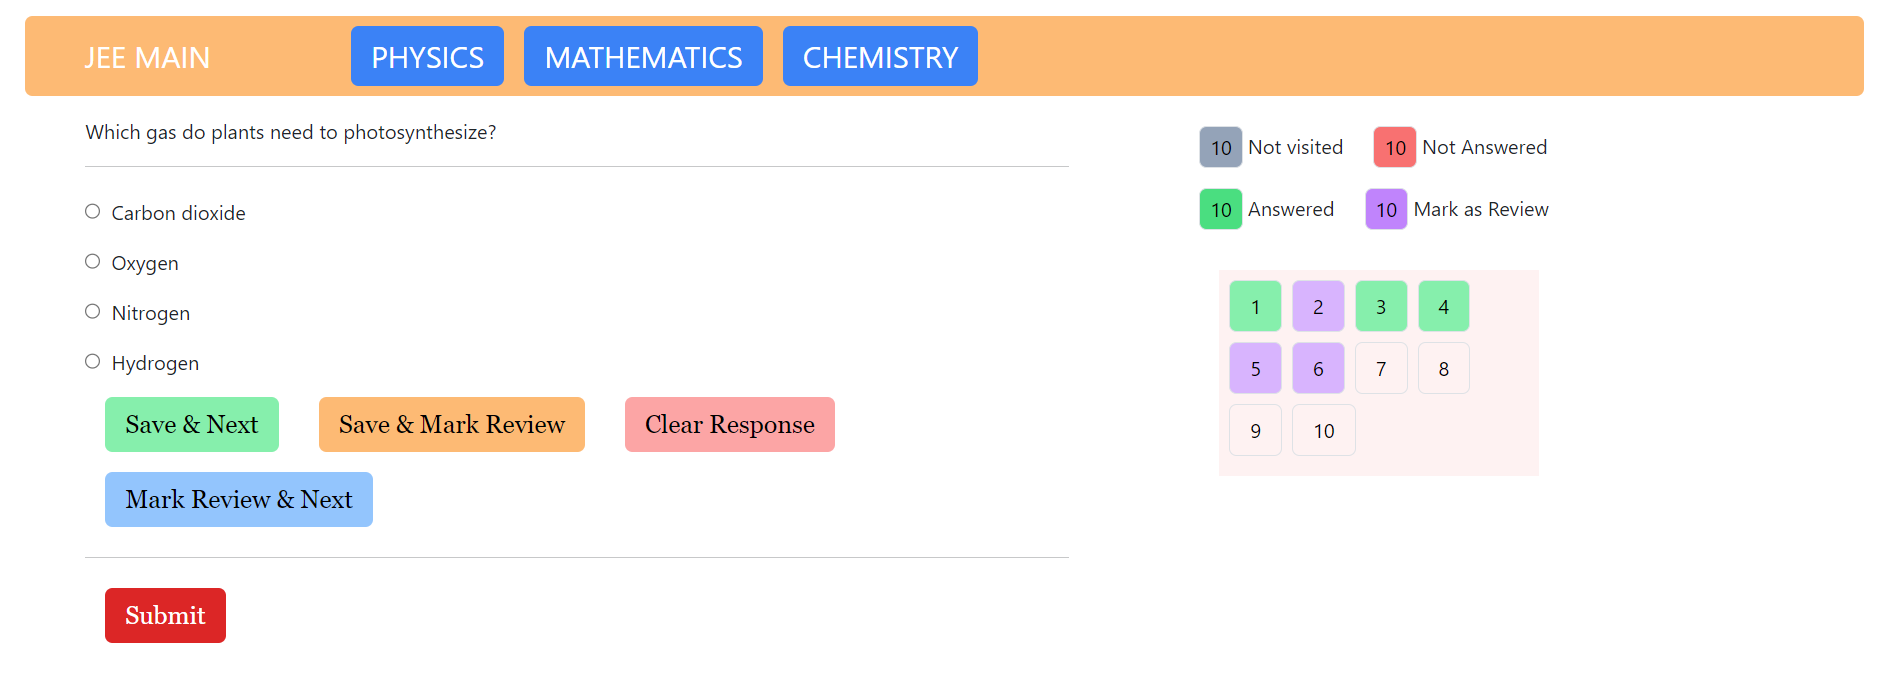 JEE MAIN PHYSICS MATHEMATICS CHEMISTRY
Which gas do plants need to photosynthesize?
Carbon dioxide
Oxygen
Nitrogen
Hydrogen
Save & Next Save & Mark Review Clear Response
Mark Review & Next
Submit
10 Not visited 10 Not Answered
10 Answered 10 Mark as Review
1 2 3 4
5 6 7 8
9 10